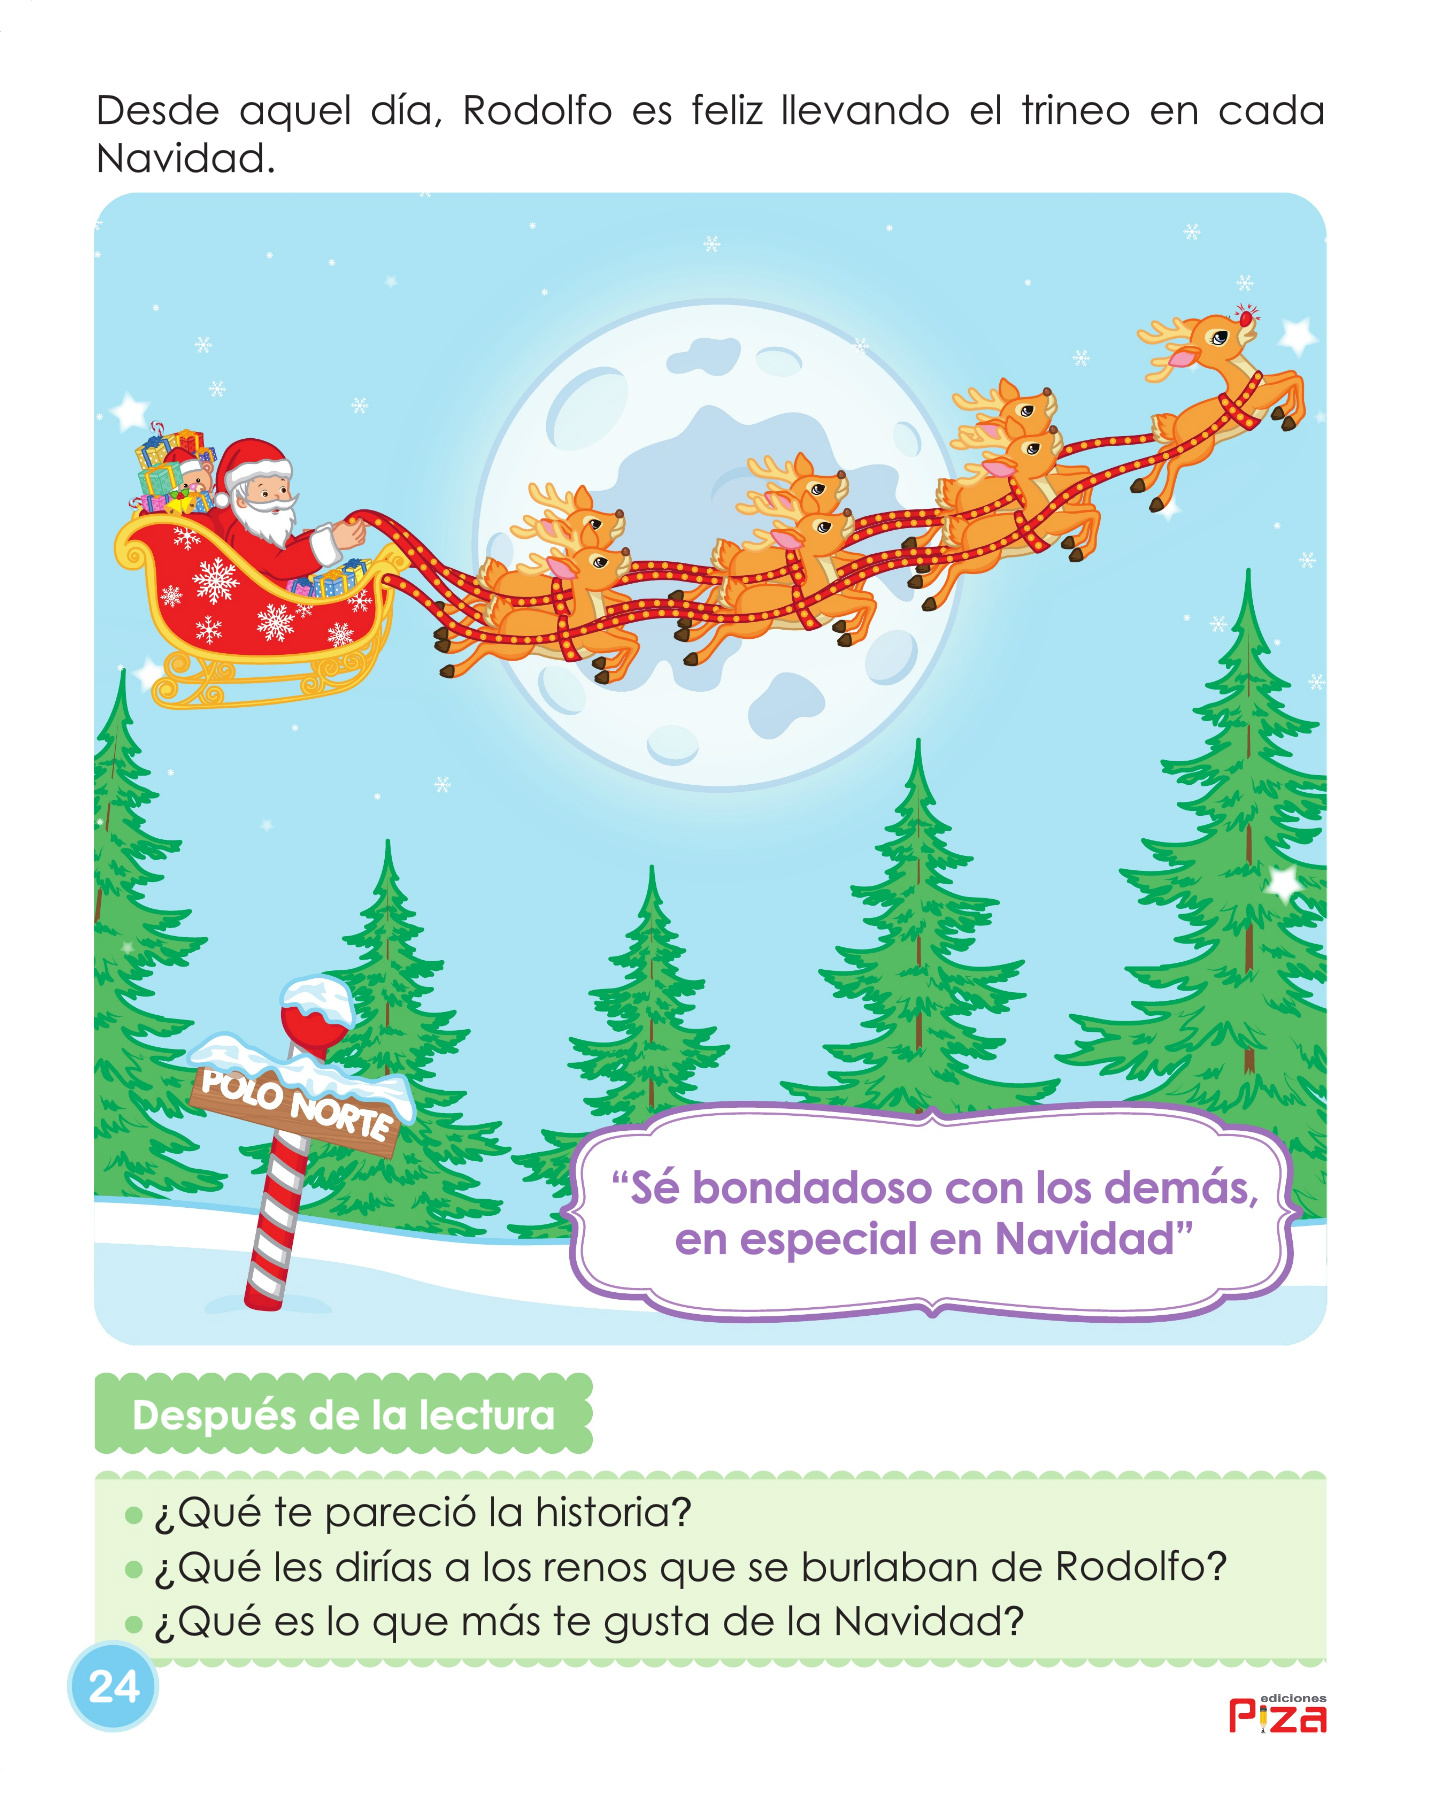 Desde aquel día, Rodolfo es feliz llevando el trineo en cada
Navidad.
POLO NORTE
“Sé bondadoso con los demás,
en especial en Navidad”
Después de la lectura
¿Qué te pareció la historia?
¿Qué les dirías a los renos que se burlaban de Rodolfo?
¿Qué es lo que más te gusta de la Navidad?
24
ediciones
Piza